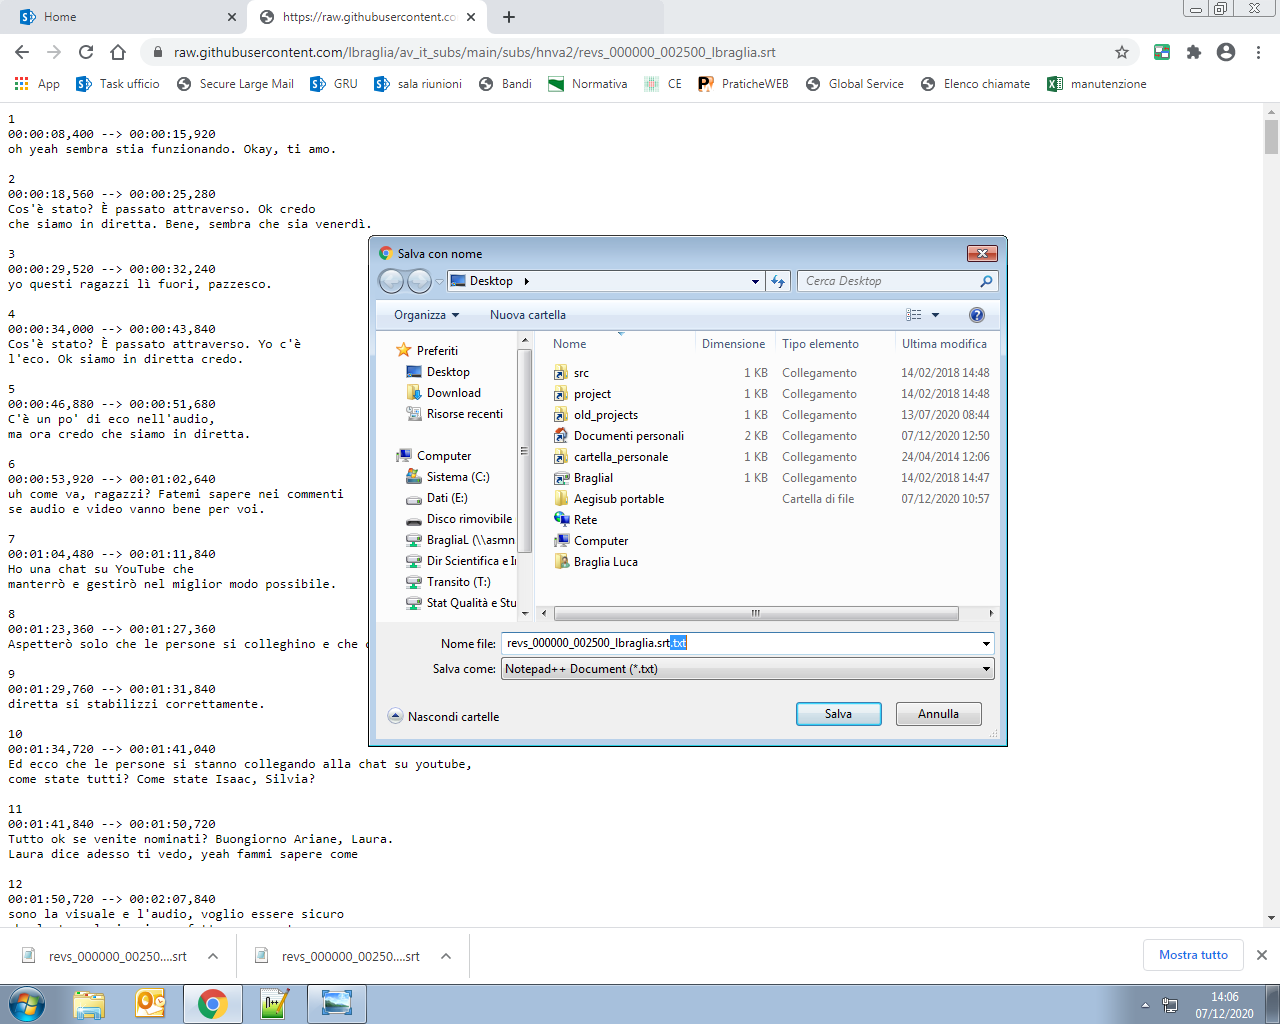 Home
https://raw.githubusercontent.co
raw.githubusercontent.com/lbraglia/av_it_subs/main/subs/hnva2/revs_000000_002500_lbraglia.srt
App
Task ufficio
Secure Large Mail
GRU
sala riunioni
Bandi
Normativa
CE
PraticheWEB
Global Service
Elenco chiamate
manutenzione
1
00:00:08,400 --> 00:00:15,920
oh yeah sembra stia funzionando. Okay, ti amo.
2
00:00:18,560 --> 00:00:25,280
Cos'è stato? È passato attraverso. Ok credo
che siamo in diretta. Bene, sembra che sia venerdì.
3
00:00:29,520 --> 00:00:32,240
yo questi ragazzi lì fuori, pazzesco.
4
00:00:34,000 --> 00:00:43,840
Cos'è stato? È passato attraverso. Yo c'è
l'eco. Ok siamo in diretta credo.
5
00:00:46,880 --> 00:00:51,680
C'è un po' di eco nell'audio,
ma ora credo che siamo in diretta.
6
00:00:53,920 --> 00:01:02,640
uh come va, ragazzi? Fatemi sapere nei commenti
se audio e video vanno bene per voi.
7
00:01:04,480 --> 00:01:11,840
Ho una chat su YouTube che
manterrò e gestirò nel miglior modo possibile.
8
00:01:23,360 --> 00:01:27,360
Aspetterò solo che le persone si colleghino e che
9
00:01:29,760 --> 00:01:31,840
diretta si stabilizzi correttamente.
10
00:01:34,720 --> 00:01:41,040
Ed ecco che le persone si stanno collegando alla chat su youtube,
come state tutti? Come state Isaac, Silvia?
11
00:01:41,840 --> 00:01:50,720
Tutto ok se venite nominati? Buongiorno Ariane, Laura.
Laura dice adesso ti vedo, yeah fammi sapere come
12
00:01:50,720 --> 00:02:07,840
sono la visuale e l'audio, voglio essere sicuro
Salva con nome
Desktop
Cerca Desktop
Organizza
Nuova cartella
Preferiti
Desktop
Download
Risorse recenti
Computer
Sistema (C:)
Dati (E:)
Disco rimovibile
BragliaL (\\asmn
Dir Scientifica e I
Transito (T:)
Stat Qualità e Stu
Nome Dimensione Tipo elemento Ultima modifica
src 1 KB Collegamento 14/02/2018 14:48
project 1 KB Collegamento 14/02/2018 14:48
old_projects 1 KB Collegamento 13/07/2020 08:44
Documenti personali 2 KB Collegamento 07/12/2020 12:50
cartella_personale 1 KB Collegamento 24/04/2014 12:06
Braglial 1 KB Collegamento 14/02/2018 14:47
Aegisub portable Cartella di file 07/12/2020 10:57
Rete
Computer
Braglia Luca
Nome file: revs_000000_002500_lbraglia.srt.txt
Salva come: Notepad++ Document (*.txt)
Nascondi cartelle
Salva
Annulla
revs_000000_00250....srt
revs_000000_00250....srt
Mostra tutto
14:06
07/12/2020